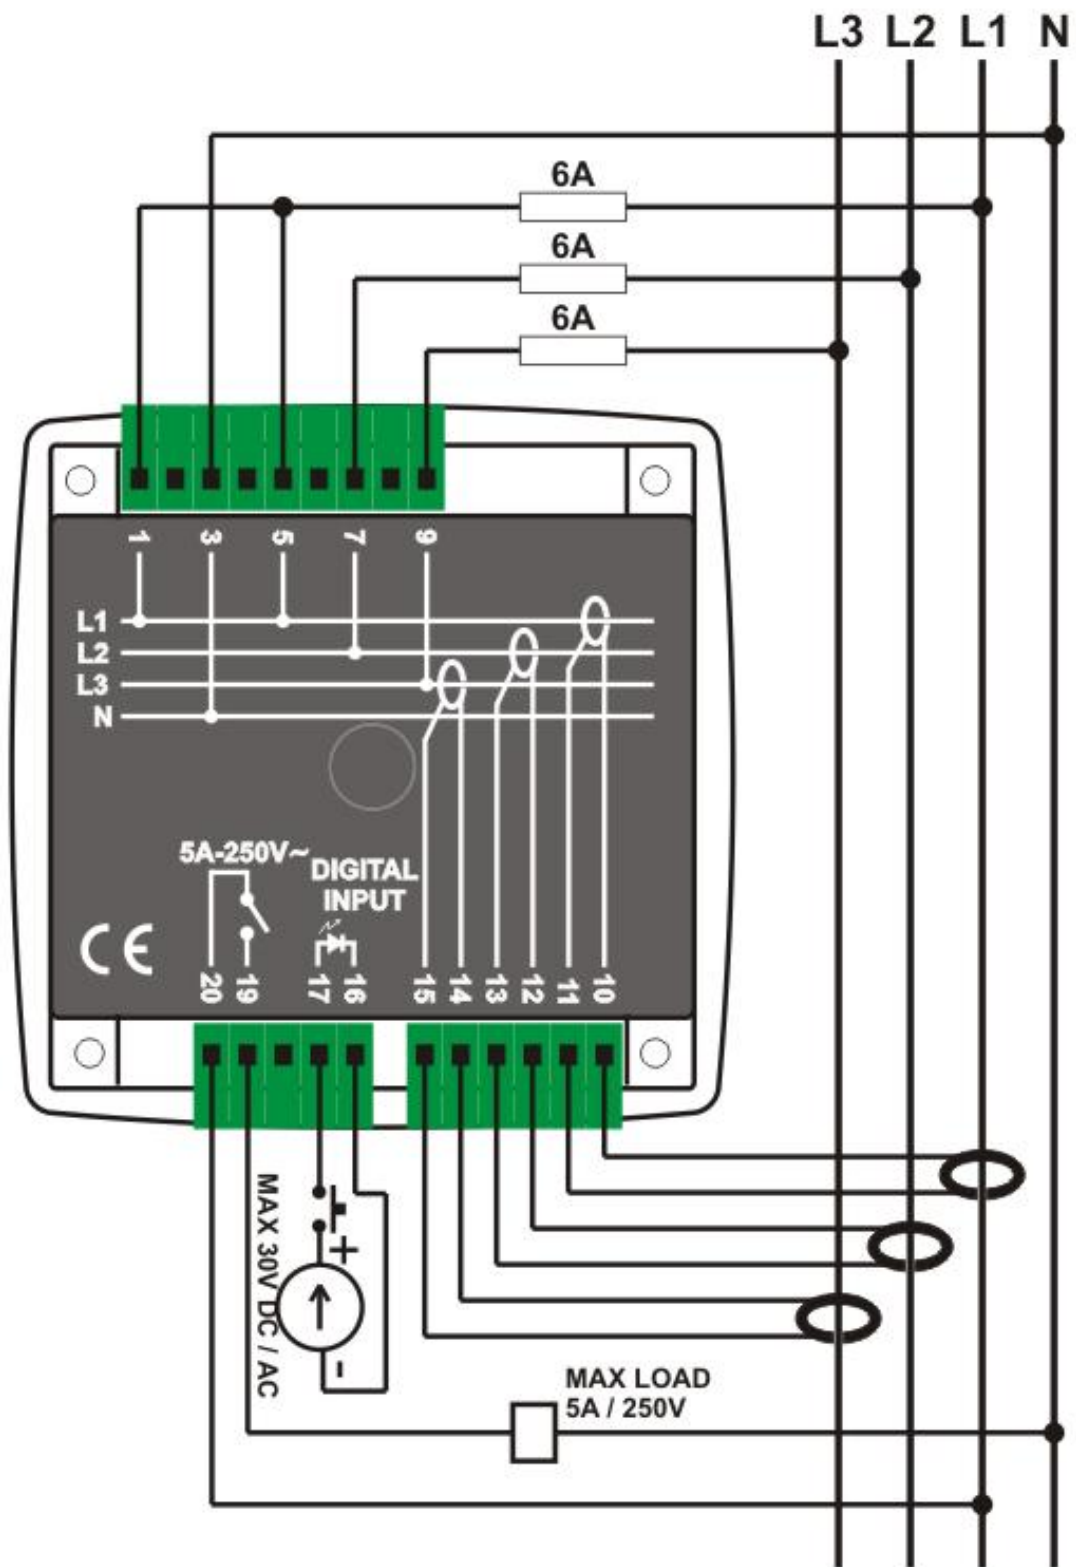 L3 L2 L1 N
6A
6A
6A
1 3 5 7 9
L1
L2
L3
N
5A-250V~
DIGITAL
INPUT
CE
20 19 17 16 15 14 13 12 11 10
MAX 30V DC / AC
+
-
MAX LOAD
5A / 250V